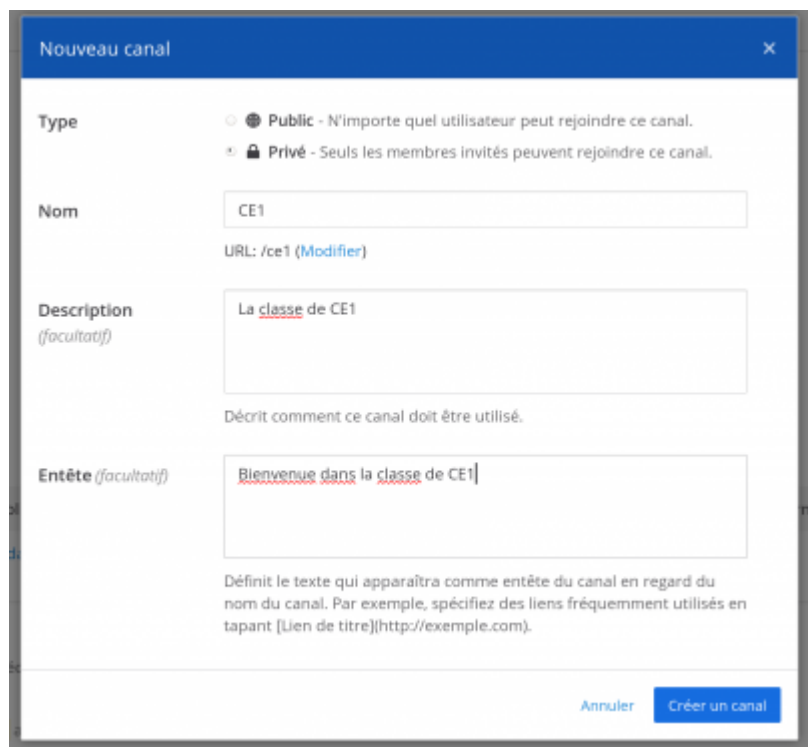 Nouveau canal ×
Type
Public - N'importe quel utilisateur peut rejoindre ce canal.
Privé - Seuls les membres invités peuvent rejoindre ce canal.
Nom
CE1
URL: /ce1 (Modifier)
Description
(facultatif)
La classe de CE1
Décrit comment ce canal doit être utilisé.
Entête (facultatif)
Bienvenue dans la classe de CE1
Définit le texte qui apparaîtra comme entête du canal en regard du
nom du canal. Par exemple, spécifiez des liens fréquemment utilisés en
tapant [Lien de titre](http://exemple.com).
Annuler
Créer un canal